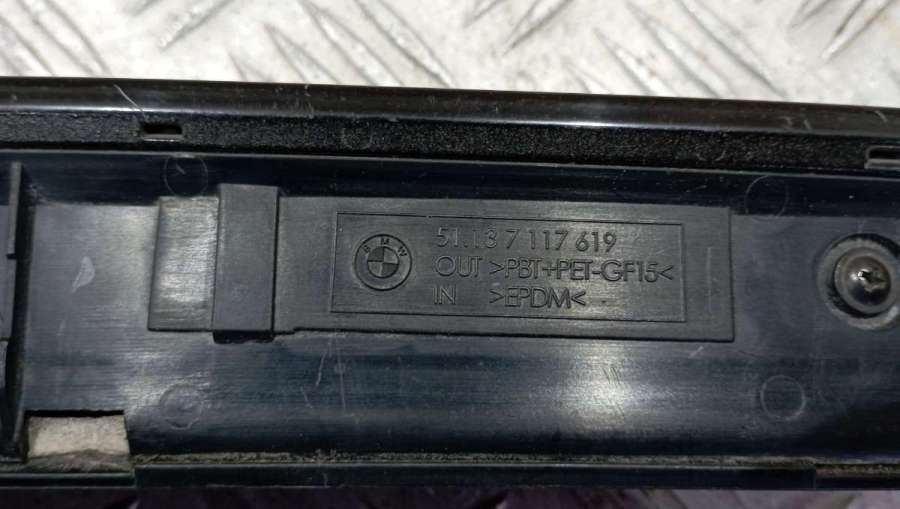 BMW
51.13 7 117 619
OUT >PBT+PET-GF15<
IN >EPDM<